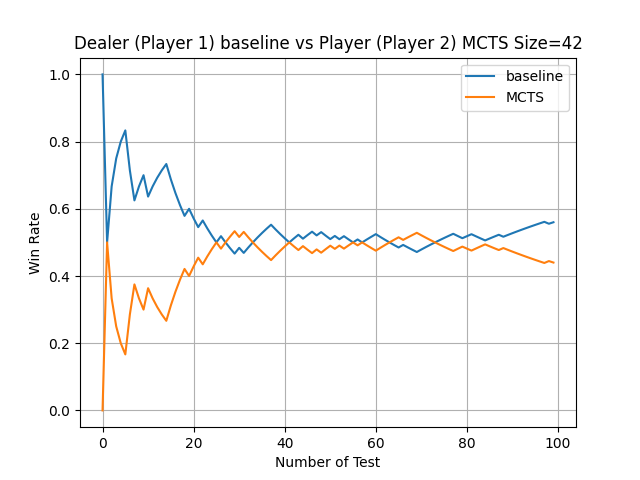 Dealer (Player 1) baseline vs Player (Player 2) MCTS Size=42
baseline
MCTS
1.0
0.8
0.6
0.4
0.2
0.0
Win Rate
0 20 40 60 80 100
Number of Test